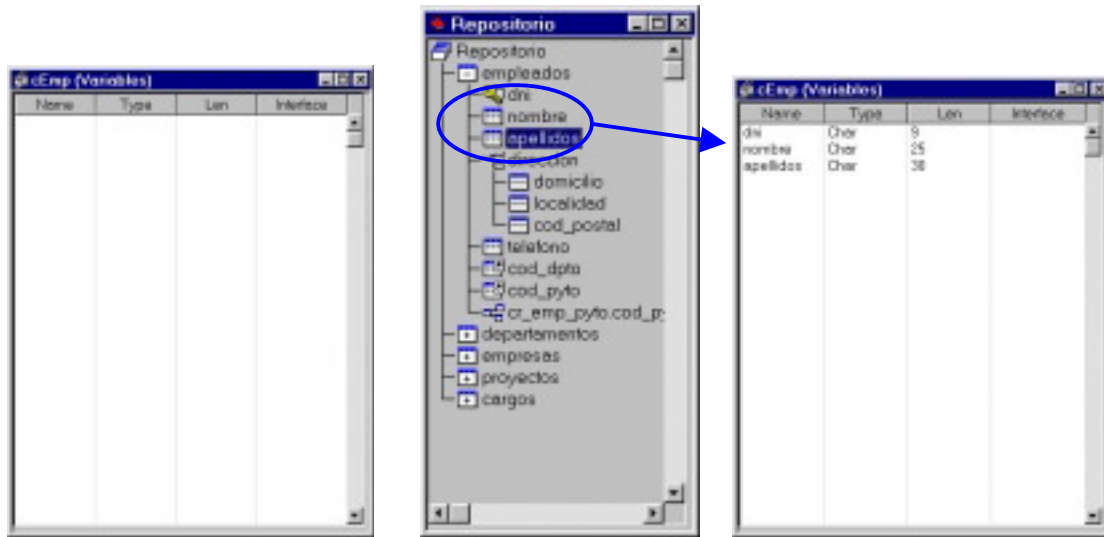 cEmp (Variables)
Name Type Len Interface
Repositorio
Repositorio
empleados
dni
nombre
apellidos
direccion
domicilio
localidad
cod_postal
telefono
cod_dpto
cod_pyto
cr_emp_pyto.cod_p
departamentos
empresas
proyectos
cargos
cEmp (Variables)
Name Type Len Interface
dni Char 9
nombre Char 25
apellidos Char 30